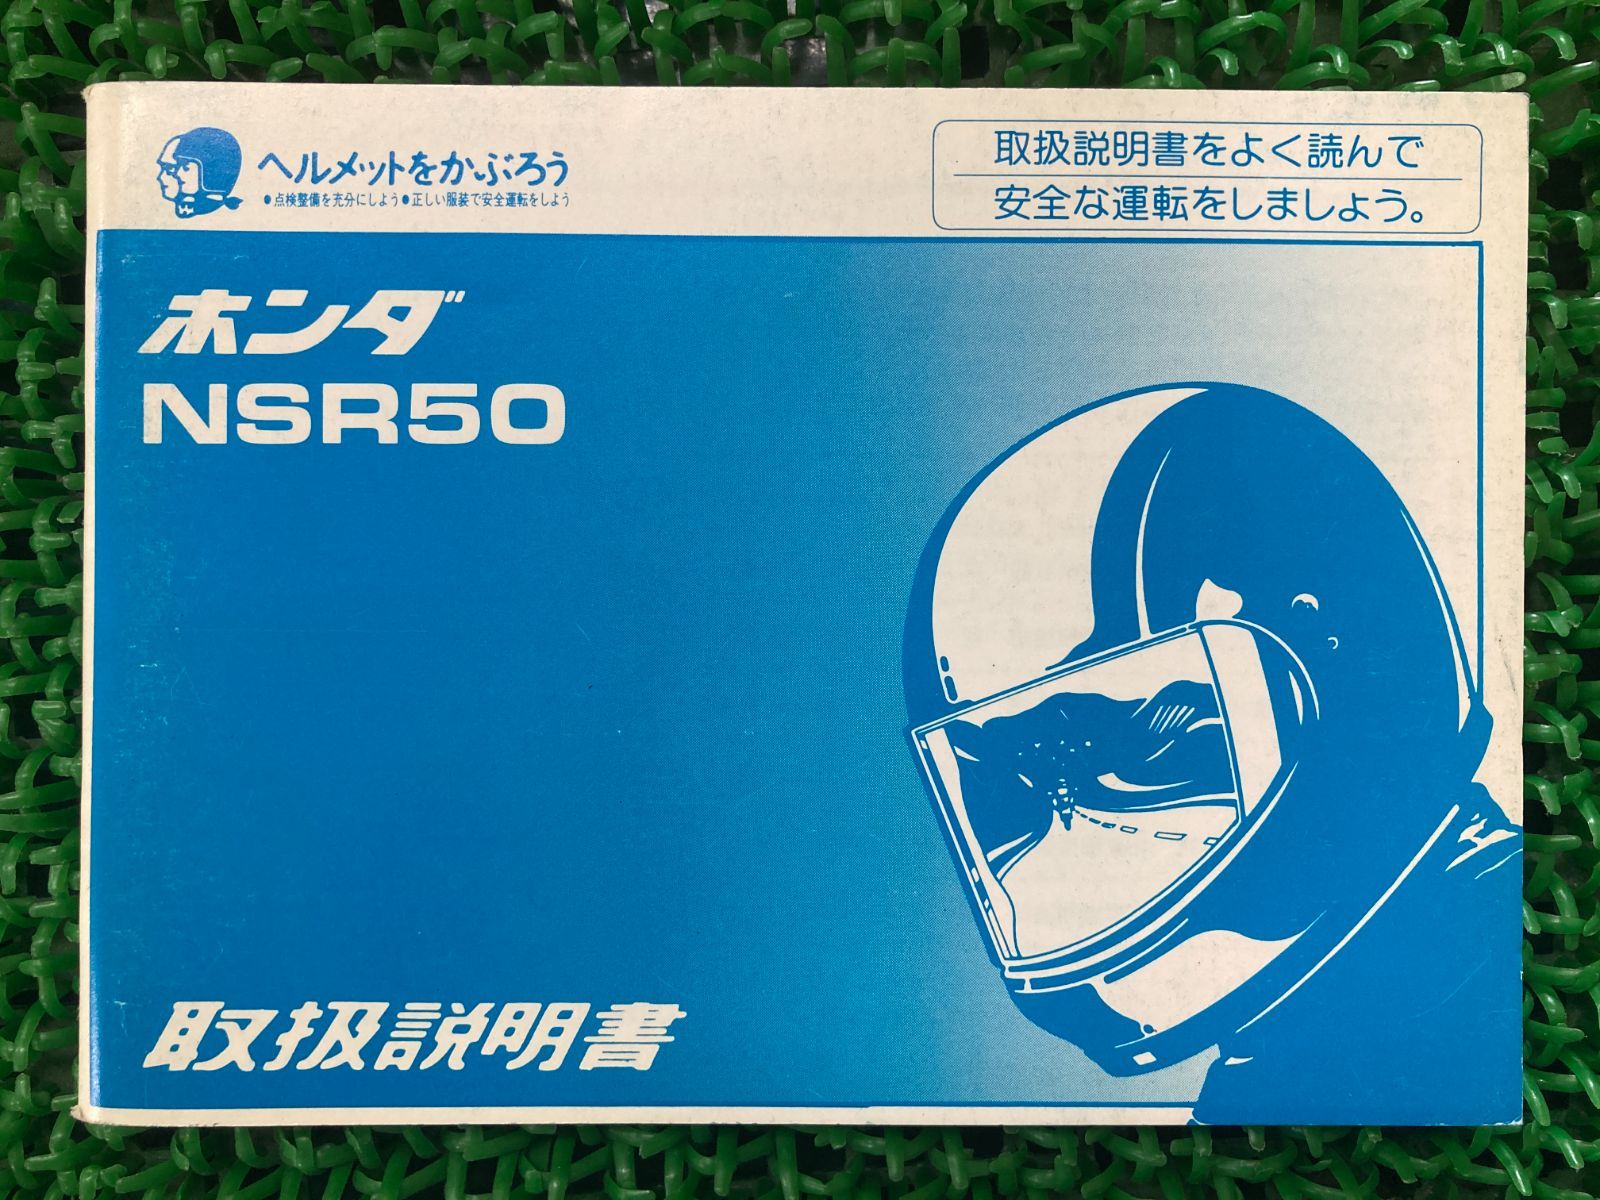 ヘルメットをかぶろう
●点検整備を充分にしよう●正しい服装で安全運転をしよう
取扱説明書をよく読んで
安全な運転をしましょう。
ホンダ
NSR50
取扱説明書